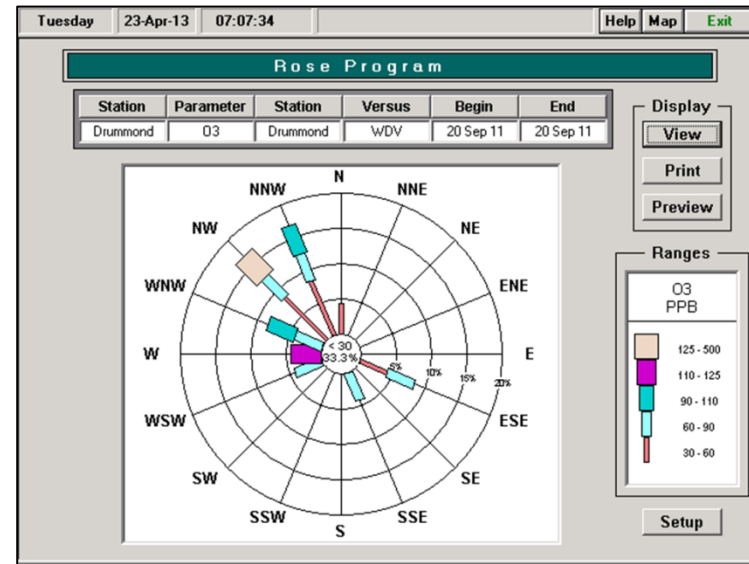 Tuesday 23-Apr-13 07:07:34 Help Map Exit
Rose Program
Station Parameter Station Versus Begin End
Drummond O3 Drummond WDV 20 Sep 11 20 Sep 11
Display
View
Print
Preview
N
NNW NNE
NW NE
WNW ENE
W E
WSW ESE
SW SE
SSW SSE
S
< 30
33.3%
5% 10% 15% 20%
Ranges
O3
PPB
125 - 500
110 - 125
90 - 110
60 - 90
30 - 60
Setup